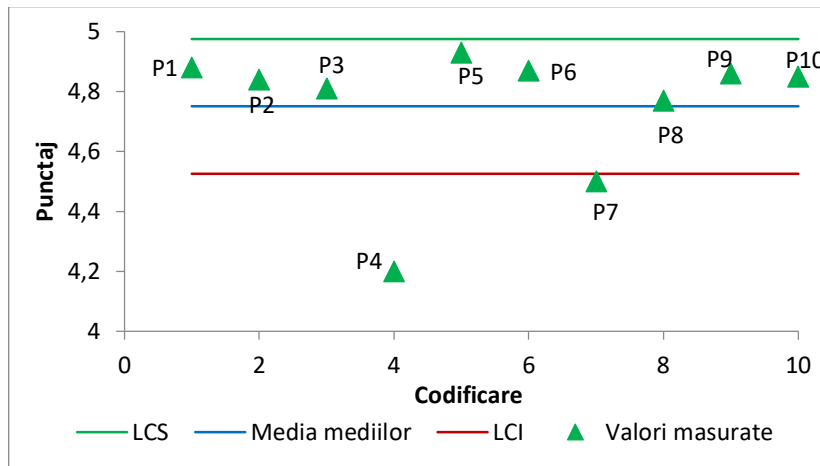 5
4,8
4,6
4,4
4,2
4
Punctaj
P1
P2
P3
P4
P5
P6
P7
P8
P9
P10
0
2
4
6
8
10
Codificare
LCS
Media mediilor
LCI
Valori masurate